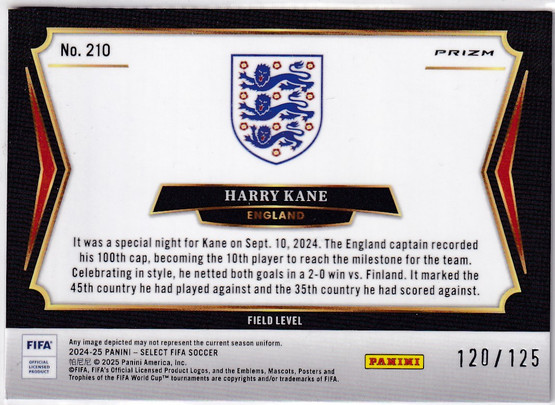 No. 210
PRIZM
HARRY KANE
ENGLAND
It was a special night for Kane on Sept. 10, 2024. The England captain recorded
his 100th cap, becoming the 10th player to reach the milestone for the team.
Celebrating in style, he netted both goals in a 2-0 win vs. Finland. It marked the
45th country he had played against and the 35th country he had scored against.
FIELD LEVEL
FIFA®
OFFICIAL
LICENSED
PRODUCT
Any image depicted may not represent the current season uniform.
2024-25 PANINI – SELECT FIFA SOCCER
帕尼尼 © 2025 Panini America, Inc.
©FIFA, FIFA's Official Licensed Product Logos, and the Emblems, Mascots, Posters and
Trophies of the FIFA World Cup™ tournaments are copyrights and/or trademarks of FIFA.
PANINI
120/125